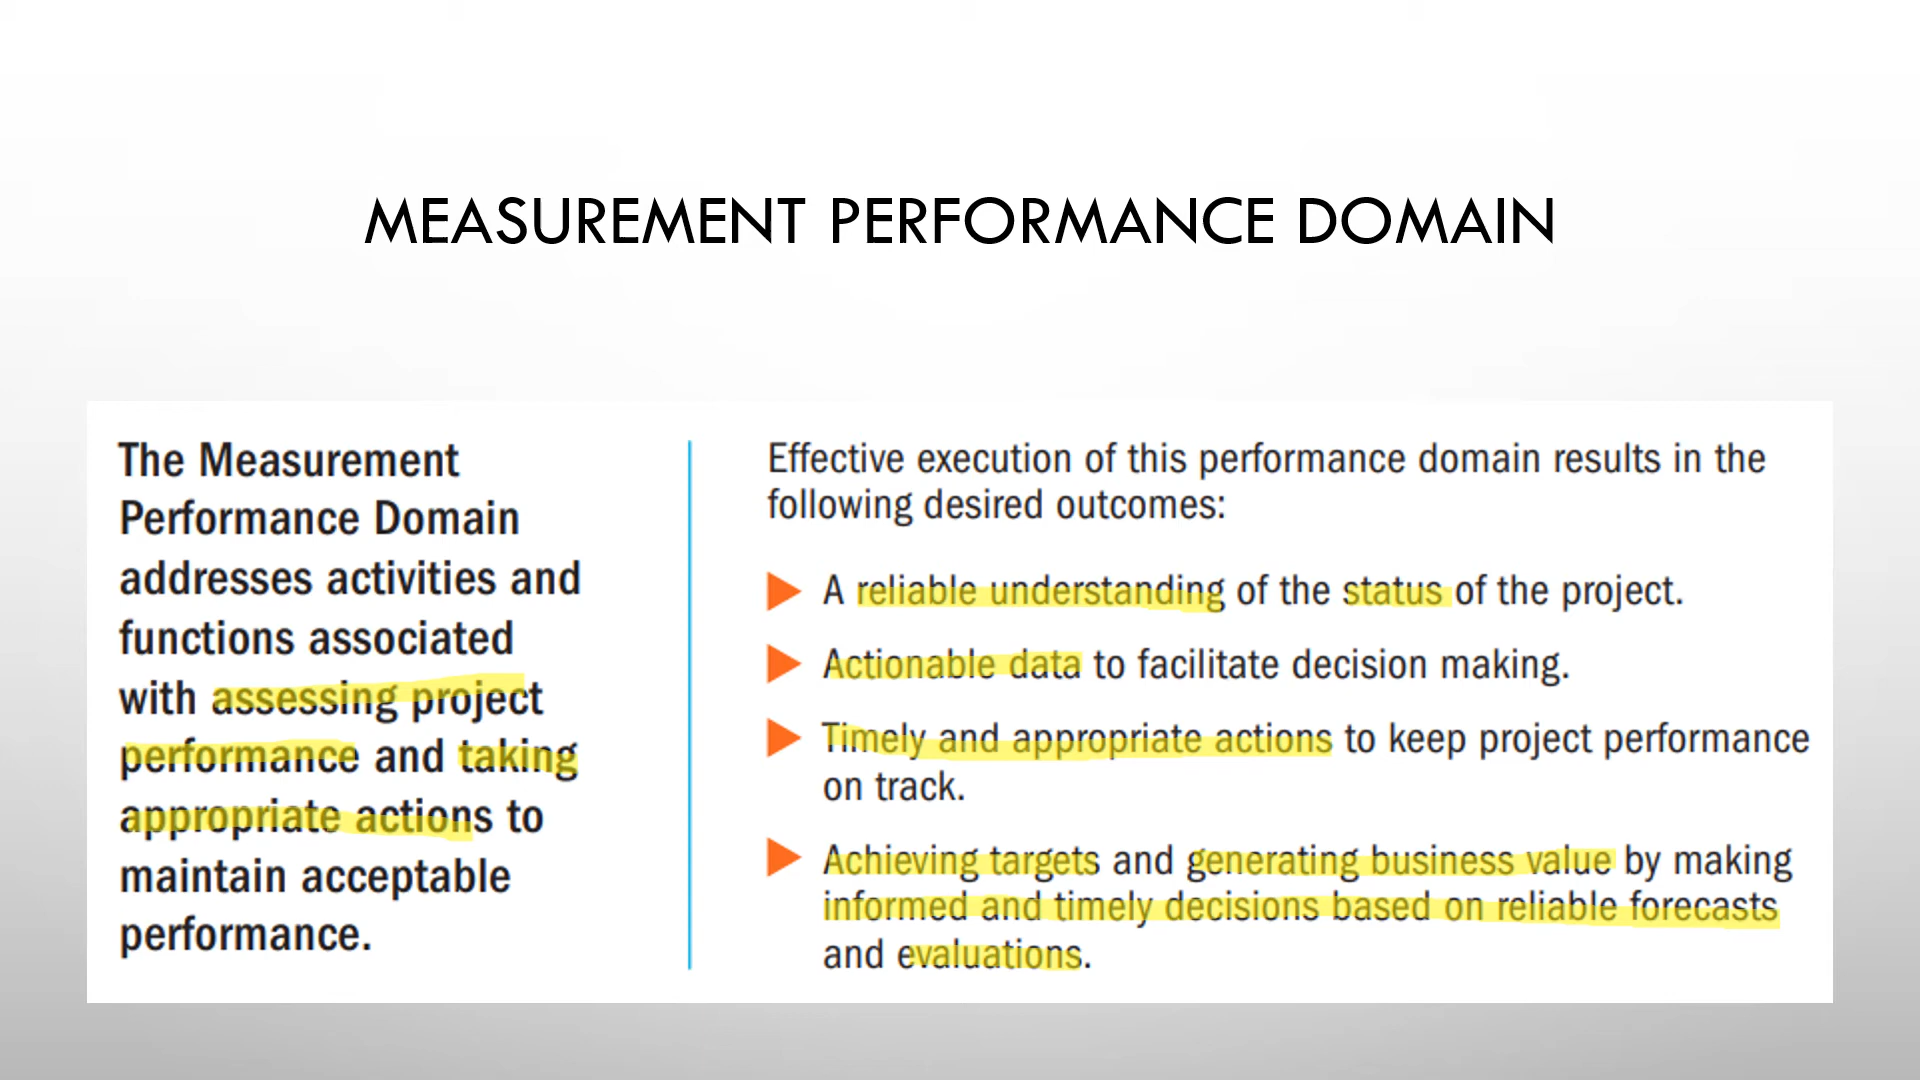 MEASUREMENT PERFORMANCE DOMAIN
The Measurement
Performance Domain
addresses activities and
functions associated
with assessing project
performance and taking
appropriate actions to
maintain acceptable
performance.
Effective execution of this performance domain results in the
following desired outcomes:
A reliable understanding of the status of the project.
Actionable data to facilitate decision making.
Timely and appropriate actions to keep project performance
on track.
Achieving targets and generating business value by making
informed and timely decisions based on reliable forecasts
and evaluations.